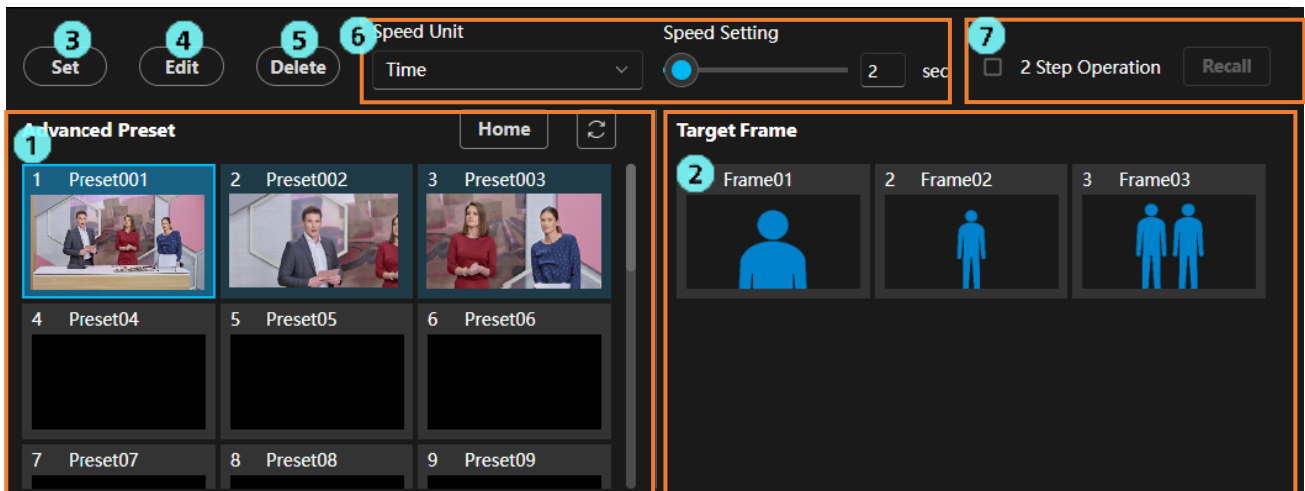 3 4 5 6 Speed Unit Speed Setting 7
Set Edit Delete Time 2 sec 2 Step Operation Recall
Advanced Preset Home Target Frame
1 2
1 Preset001 2 Preset002 3 Preset003 Frame01 2 Frame02 3 Frame03
4 Preset04 5 Preset05 6 Preset06
7 Preset07 8 Preset08 9 Preset09